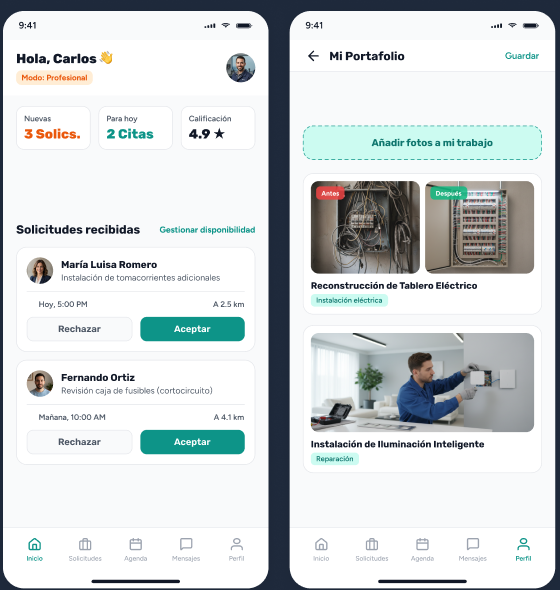 9:41
Hola, Carlos 👋
Modo: Profesional
Nuevas
3 Solics.
Para hoy
2 Citas
Calificación
4.9 ★
Solicitudes recibidas
Gestionar disponibilidad
María Luisa Romero
Instalación de tomacorrientes adicionales
Hoy, 5:00 PM
A 2.5 km
Rechazar
Aceptar
Fernando Ortiz
Revisión caja de fusibles (cortocircuito)
Mañana, 10:00 AM
A 4.1 km
Rechazar
Aceptar
Inicio
Solicitudes
Agenda
Mensajes
Perfil
9:41
Mi Portafolio
Guardar
Añadir fotos a mi trabajo
Antes
Después
Reconstrucción de Tablero Eléctrico
Instalación eléctrica
Instalación de Iluminación Inteligente
Reparación
Inicio
Solicitudes
Agenda
Mensajes
Perfil